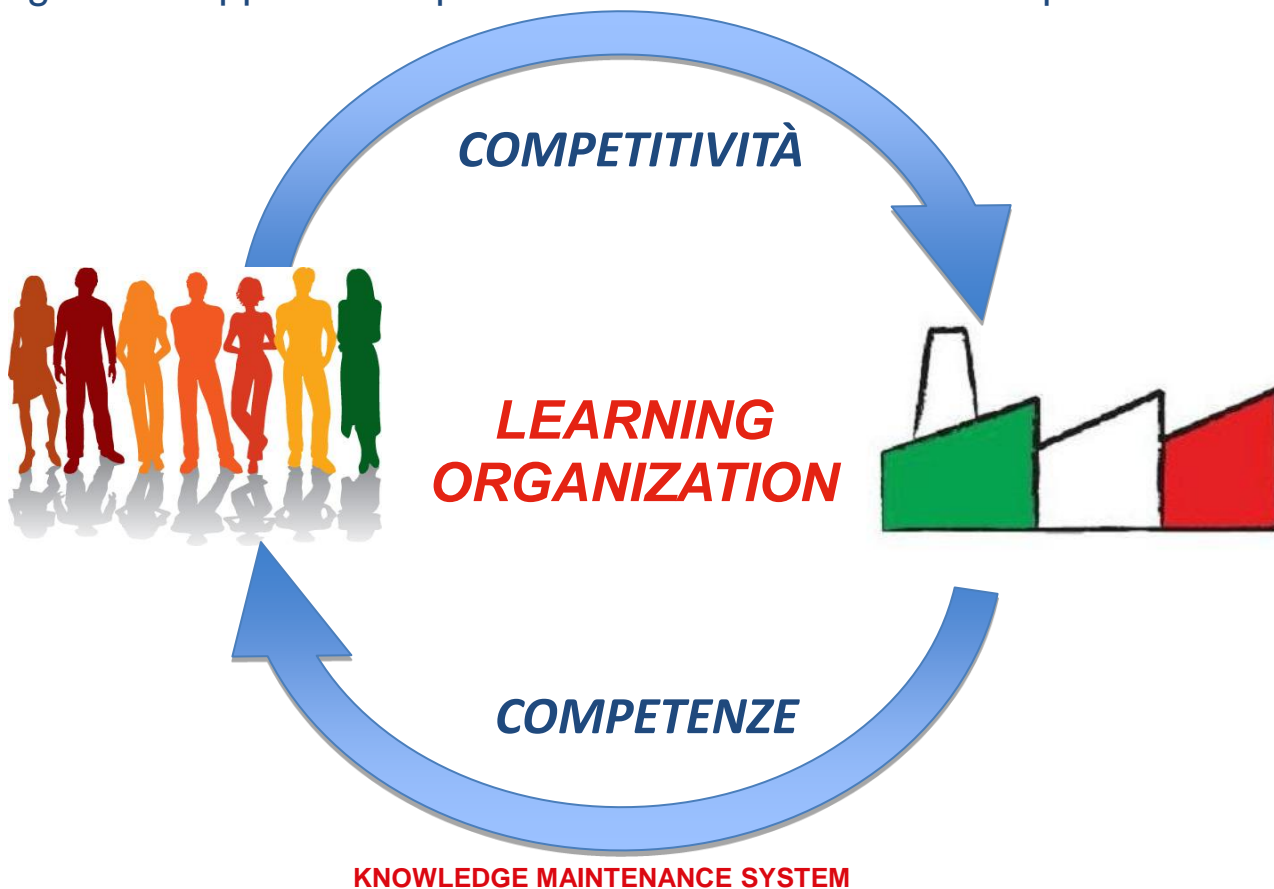 COMPETITIVITÀ
LEARNING
ORGANIZATION
COMPETENZE
KNOWLEDGE MAINTENANCE SYSTEM